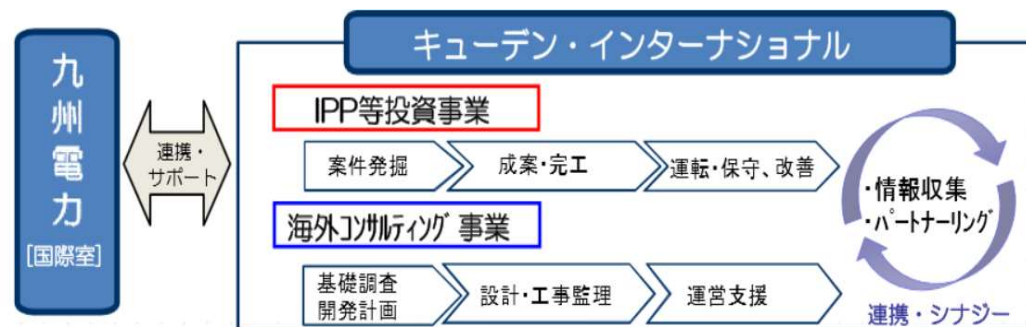 九州電力
[国際室]
連携・
サポート
キューデン・インターナショナル
IPP等投資事業
案件発掘
成案・完工
運転・保守、改善
海外コンサルティング事業
基礎調査
開発計画
設計・工事監理
運営支援
・情報収集
・パートナーリング
連携・シナジー